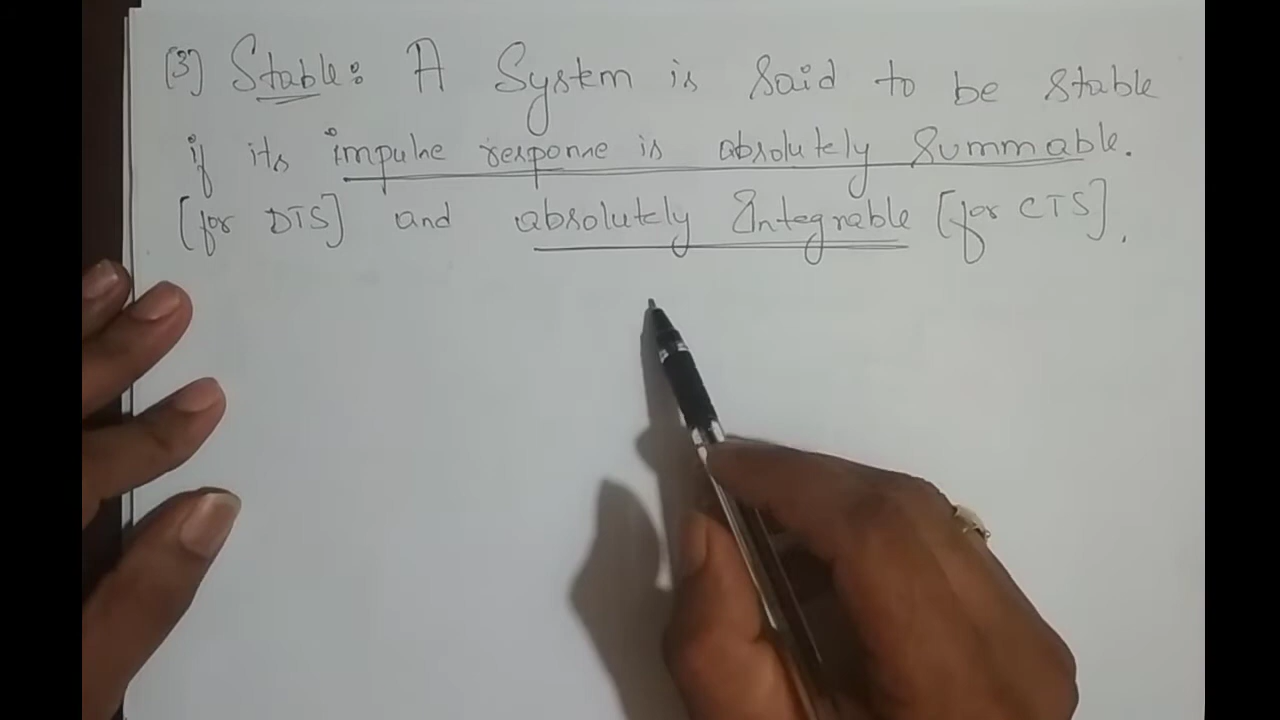 (3) Stable: A System is Said to be Stable
if its impulse response is absolutely Summable.
[for DTS] and absolutely Integrable [for CTS].